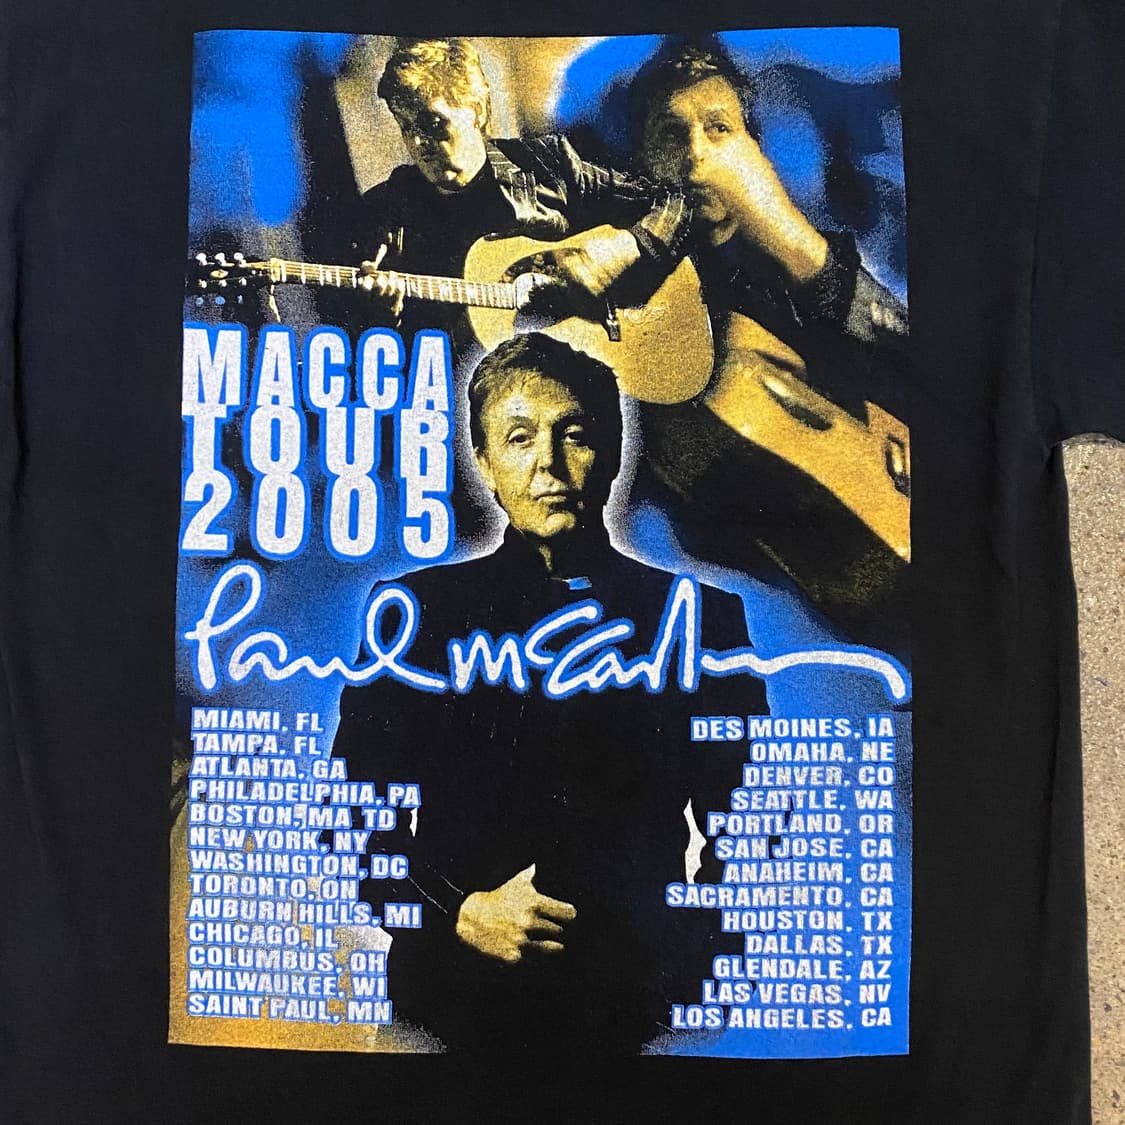 MACCA
TOUR
2005
Paul McCartney
MIAMI, FL
TAMPA, FL
ATLANTA, GA
PHILADELPHIA, PA
BOSTON, MA TD
NEW YORK, NY
WASHINGTON, DC
TORONTO, ON
AUBURN HILLS, MI
CHICAGO, IL
COLUMBUS, OH
MILWAUKEE, WI
SAINT PAUL, MN
DES MOINES, IA
OMAHA, NE
DENVER, CO
SEATTLE, WA
PORTLAND, OR
SAN JOSE, CA
ANAHEIM, CA
SACRAMENTO, CA
HOUSTON, TX
DALLAS, TX
GLENDALE, AZ
LAS VEGAS, NV
LOS ANGELES, CA